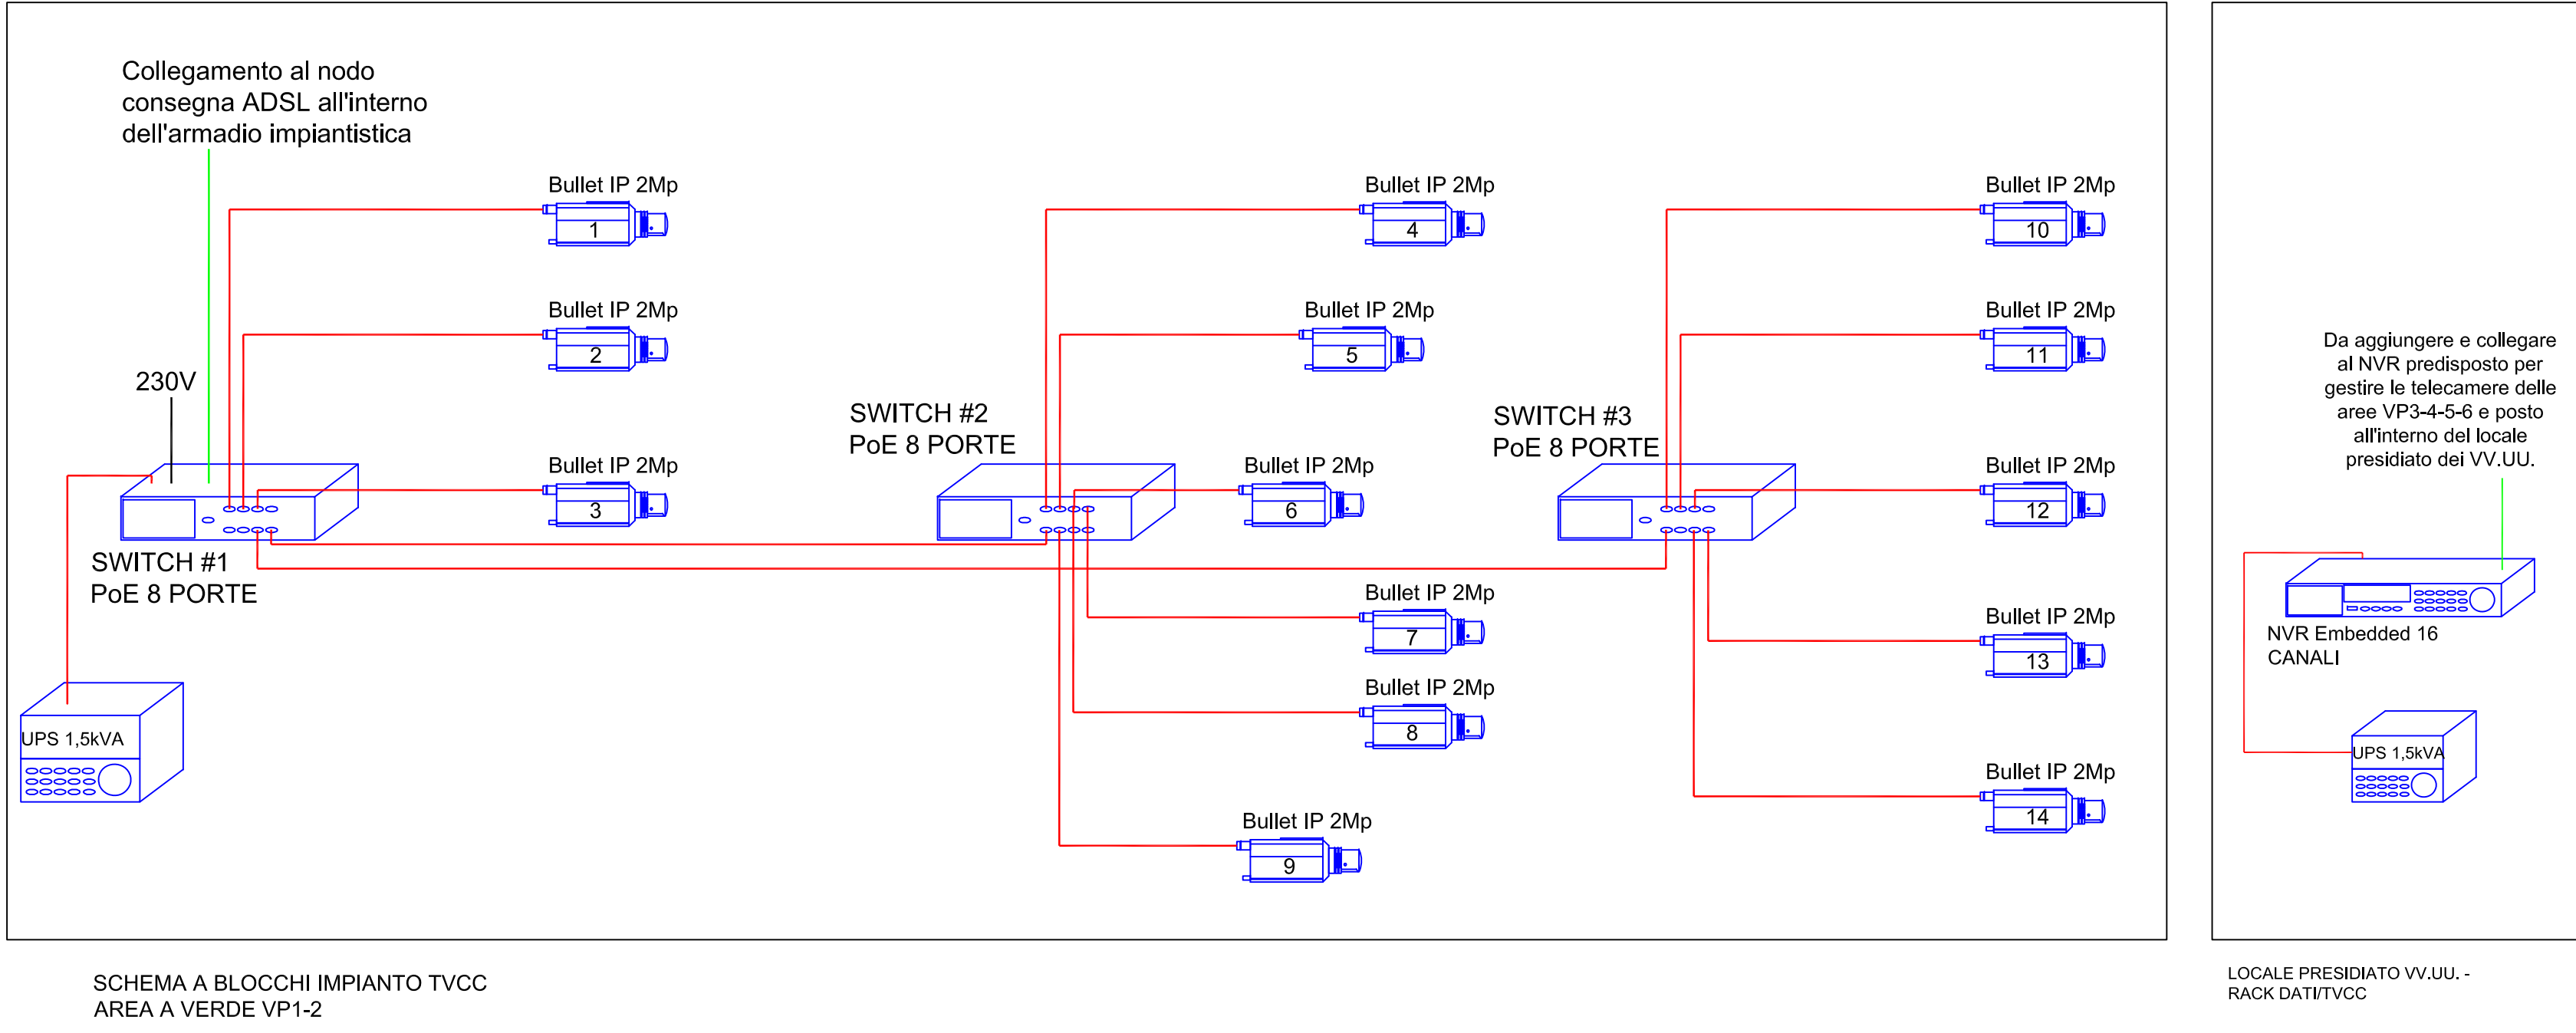 Collegamento al nodo
consegna ADSL all'interno
dell'armadio impiantistica
230V
SWITCH #1
PoE 8 PORTE
UPS 1,5kVA
Bullet IP 2Mp
1
Bullet IP 2Mp
2
Bullet IP 2Mp
3
SWITCH #2
PoE 8 PORTE
Bullet IP 2Mp
4
Bullet IP 2Mp
5
Bullet IP 2Mp
6
Bullet IP 2Mp
7
Bullet IP 2Mp
8
Bullet IP 2Mp
9
SWITCH #3
PoE 8 PORTE
Bullet IP 2Mp
10
Bullet IP 2Mp
11
Bullet IP 2Mp
12
Bullet IP 2Mp
13
Bullet IP 2Mp
14
SCHEMA A BLOCCHI IMPIANTO TVCC
AREA A VERDE VP1-2
Da aggiungere e collegare
al NVR predisposto per
gestire le telecamere delle
aree VP3-4-5-6 e posto
all'interno del locale
presidiato dei VV.UU.
NVR Embedded 16
CANALI
UPS 1,5kVA
LOCALE PRESIDIATO VV.UU. -
RACK DATI/TVCC